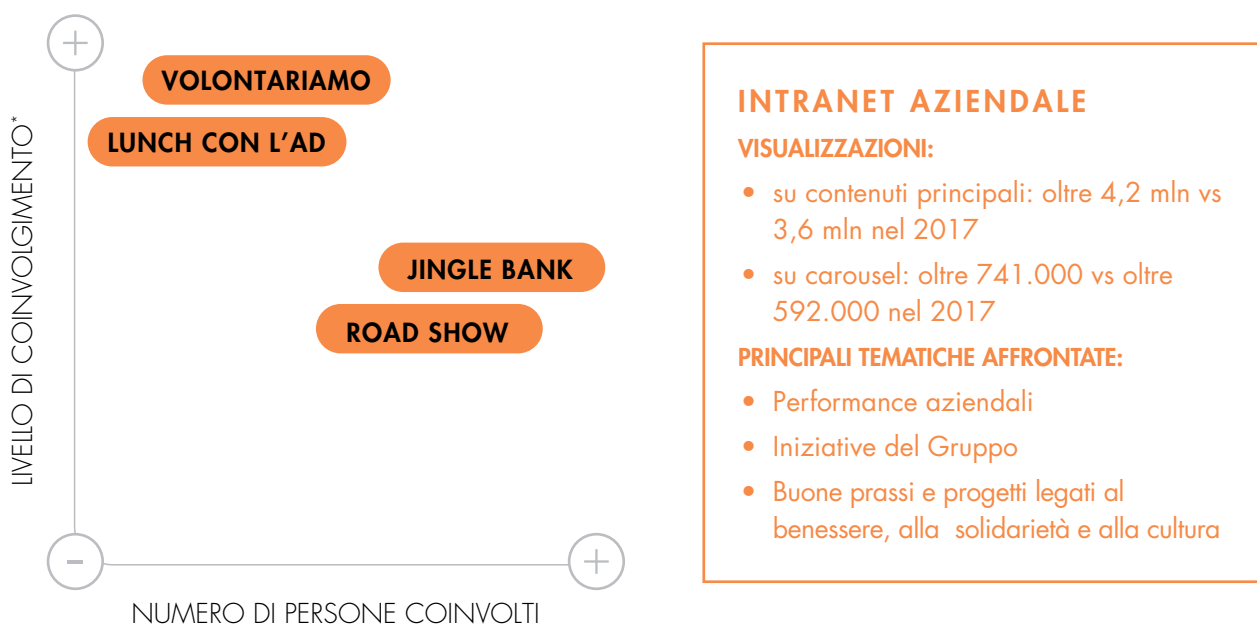 +
VOLONTARIAMO
LUNCH CON L'AD
LIVELLO DI COINVOLGIMENTO*
JINGLE BANK
ROAD SHOW
-
+
NUMERO DI PERSONE COINVOLTI
INTRANET AZIENDALE
VISUALIZZAZIONI:
• su contenuti principali: oltre 4,2 mln vs
3,6 mln nel 2017
• su carousel: oltre 741.000 vs oltre
592.000 nel 2017
PRINCIPALI TEMATICHE AFFRONTATE:
• Performance aziendali
• Iniziative del Gruppo
• Buone prassi e progetti legati al
benessere, alla solidarietà e alla cultura